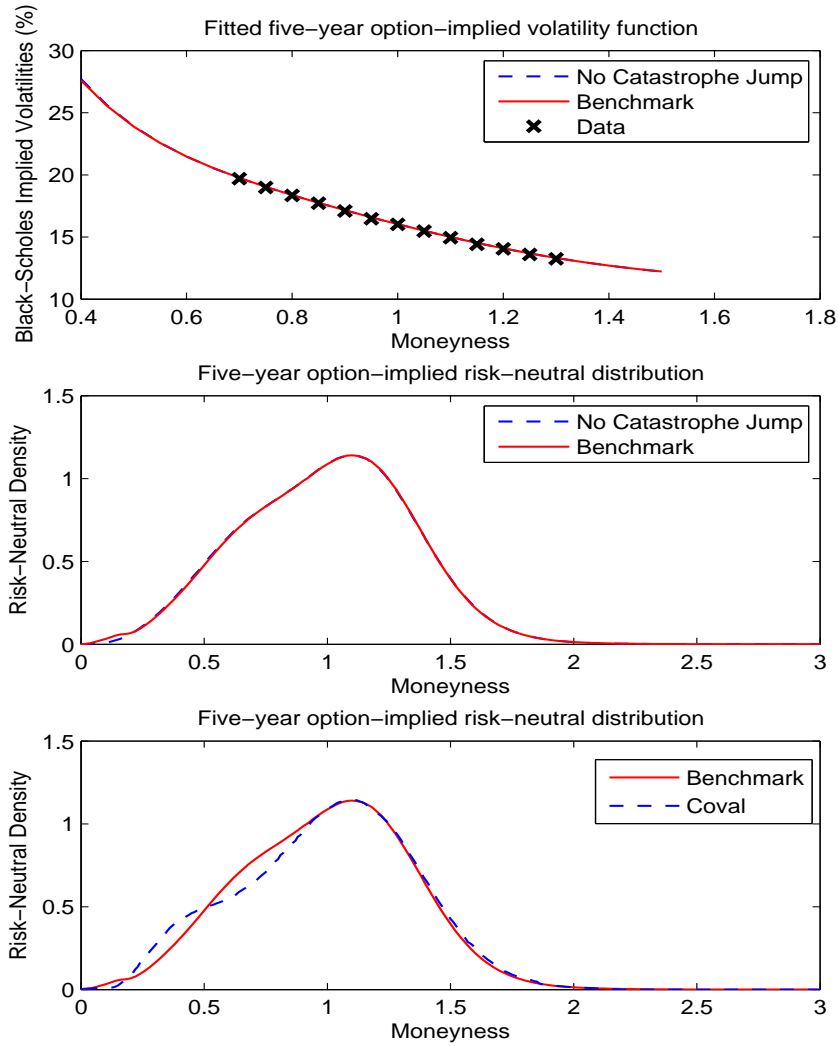 Fitted five−year option−implied volatility function
Black−Scholes Implied Volatilities (%)
30
25
20
15
10
No Catastrophe Jump
Benchmark
Data
0.4 0.6 0.8 1 1.2 1.4 1.6 1.8
Moneyness
Five−year option−implied risk−neutral distribution
Risk−Neutral Density
1.5
1
0.5
0
No Catastrophe Jump
Benchmark
0 0.5 1 1.5 2 2.5 3
Moneyness
Five−year option−implied risk−neutral distribution
Risk−Neutral Density
1.5
1
0.5
0
Benchmark
Coval
0 0.5 1 1.5 2 2.5 3
Moneyness